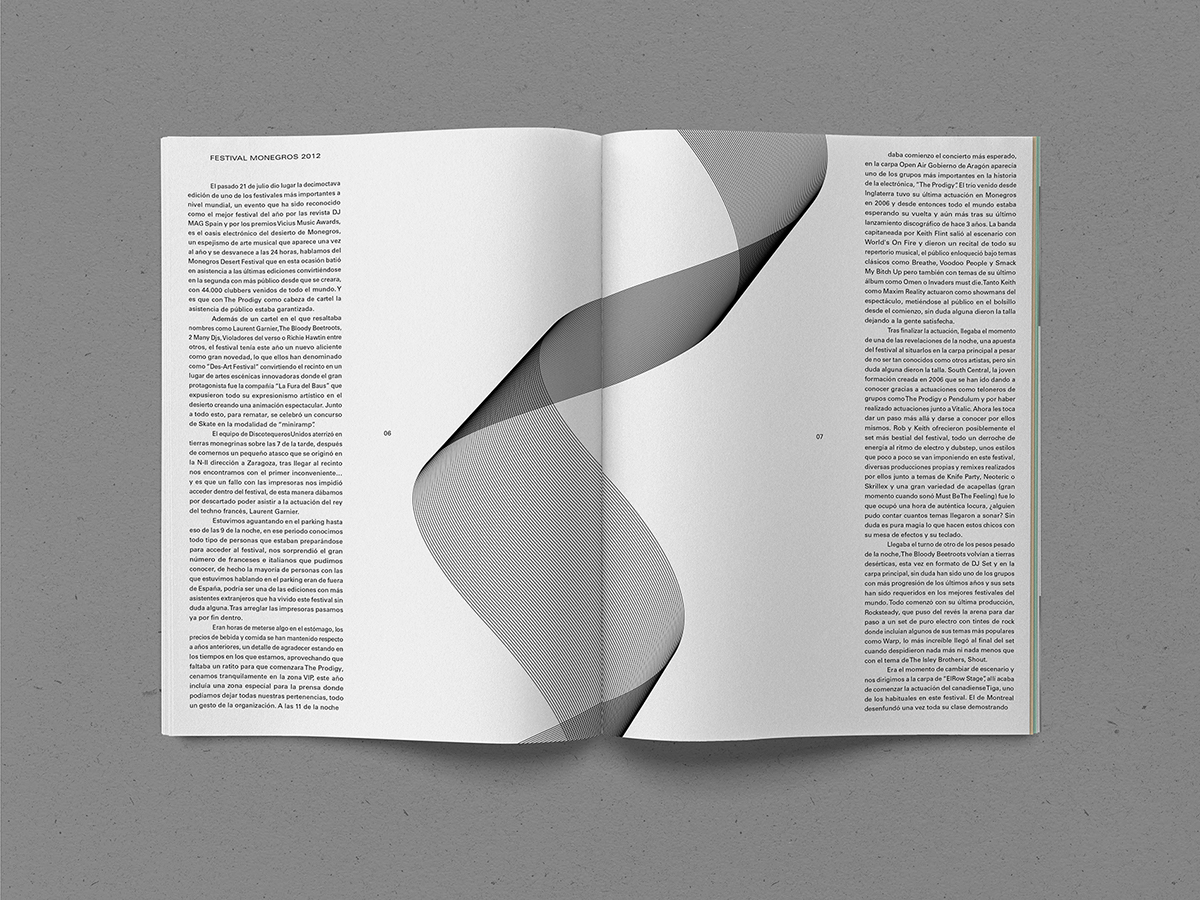 FESTIVAL MONEGROS 2012
El pasado 21 de julio dio lugar la decimoctava
edición de uno de los festivales más importantes a
nivel mundial, un evento que ha sido reconocido
como el mejor festival del año por las revista DJ
MAG Spain y por los premios Vicius Music Awards,
es el oasis electrónico del desierto de Monegros,
un espejismo de arte musical que aparece una vez
al año y se desvanece a las 24 horas, hablamos del
Monegros Desert Festival que en esta ocasión batió
en asistencia a las últimas ediciones convirtiéndose
en la segunda con más público desde que se creara,
con 44.000 clubbers venidos de todo el mundo. Y
es que con The Prodigy como cabeza de cartel la
asistencia de público estaba garantizada.
Además de un cartel en el que resaltaba
nombres como Laurent Garnier, The Bloody Beetroots,
2 Many Djs, Violadores del verso o Richie Hawtin entre
otros, el festival tenía este año un nuevo aliciente
como gran novedad, lo que ellos han denominado
como "Des-Art Festival" convirtiendo el recinto en un
lugar de artes escénicas innovadoras donde el gran
protagonista fue la compañía "La Fura del Baus" que
expusieron todo su expresionismo artístico en el
desierto creando una animación espectacular. Junto
a todo esto, para rematar, se celebró un concurso
de Skate en la modalidad de "miniramp".
El equipo de DiscotequerosUnidos aterrizó en
tierras monegrinas sobre las 7 de la tarde, después
de comernos un pequeño atasco que se originó en
la N-II dirección a Zaragoza, tras llegar al recinto
nos encontramos con el primer inconveniente...
y es que un fallo con las impresoras nos impidió
acceder dentro del festival, de esta manera dábamos
por descartado poder asistir a la actuación del rey
del techno francés, Laurent Garnier.
Estuvimos aguantando en el parking hasta
eso de las 9 de la noche, en ese periodo conocimos
todo tipo de personas que estaban preparándose
para acceder al festival, nos sorprendió el gran
número de franceses e italianos que pudimos
conocer, de hecho la mayoría de personas con las
que estuvimos hablando en el parking eran de fuera
de España, podría ser una de las ediciones con más
asistentes extranjeros que ha vivido este festival sin
duda alguna. Tras arreglar las impresoras pasamos
ya por fin dentro.
Eran horas de meterse algo en el estómago, los
precios de bebida y comida se han mantenido respecto
a años anteriores, un detalle de agradecer estando en
los tiempos en los que estamos, aprovechando que
faltaba un ratito para que comenzara The Prodigy,
cenamos tranquilamente en la zona VIP, este año
incluía una zona especial para la prensa donde
podíamos dejar todas nuestras pertenencias, todo
un gesto de la organización. A las 11 de la noche
06
07
daba comienzo el concierto más esperado,
en la carpa Open Air Gobierno de Aragón aparecía
uno de los grupos más importantes en la historia
de la electrónica, "The Prodigy". El trío venido desde
Inglaterra tuvo su última actuación en Monegros
en 2006 y desde entonces todo el mundo estaba
esperando su vuelta y aún más tras su último
lanzamiento discográfico de hace 3 años. La banda
capitaneada por Keith Flint salió al escenario con
World's On Fire y dieron un recital de todo su
repertorio musical, el público enloqueció bajo temas
clásicos como Breathe, Voodoo People y Smack
My Bitch Up pero también con temas de su último
álbum como Omen o Invaders must die. Tanto Keith
como Maxim Reality actuaron como showmans del
espectáculo, metiéndose al público en el bolsillo
desde el comienzo, sin duda alguna dieron la talla
dejando a la gente satisfecha.
Tras finalizar la actuación, llegaba el momento
de una de las revelaciones de la noche, una apuesta
del festival al situarlos en la carpa principal a pesar
de no ser tan conocidos como otros artistas, pero sin
duda alguna dieron la talla. South Central, la joven
formación creada en 2006 que se han ido dando a
conocer gracias a actuaciones como teloneros de
grupos como The Prodigy o Pendulum y por haber
realizado actuaciones junto a Vitalic. Ahora les toca
dar un paso más allá y darse a conocer por ellos
mismos. Rob y Keith ofrecieron posiblemente el
set más bestial del festival, todo un derroche de
energía al ritmo de electro y dubstep, unos estilos
que poco a poco se van imponiendo en este festival,
diversas producciones propias y remixes realizados
por ellos junto a temas de Knife Party, Neoteric o
Skrillex y una gran variedad de acapellas (gran
momento cuando sonó Must Be The Feeling) fue lo
que ocupó una hora de auténtica locura, ¿alguien
pudo contar cuantos temas llegaron a sonar? Sin
duda es pura magia lo que hacen estos chicos con
su mesa de efectos y su teclado.
Llegaba el turno de otro de los pesos pesado
de la noche, The Bloody Beetroots volvían a tierras
desérticas, esta vez en formato de DJ Set y en la
carpa principal, sin duda han sido uno de los grupos
con más progresión de los últimos años y sus sets
han sido requeridos en los mejores festivales del
mundo. Todo comenzó con su última producción,
Rocksteady, que puso del revés la arena para dar
paso a un set de puro electro con tintes de rock
donde incluían algunos de sus temas más populares
como Warp, lo más increíble llegó al final del set
cuando despidieron nada más ni nada menos que
con el tema de The Isley Brothers, Shout.
Era el momento de cambiar de escenario y
nos dirigimos a la carpa de "ElRow Stage", allí acaba
de comenzar la actuación del canadiense Tiga, uno
de los habituales en este festival. El de Montreal
desenfundó una vez toda su clase demostrando